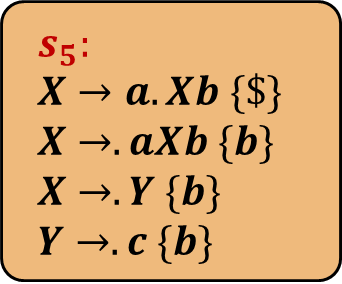 s₅:
X → a. Xb {$}
X →. aXb {b}
X →. Y {b}
Y →. c {b}